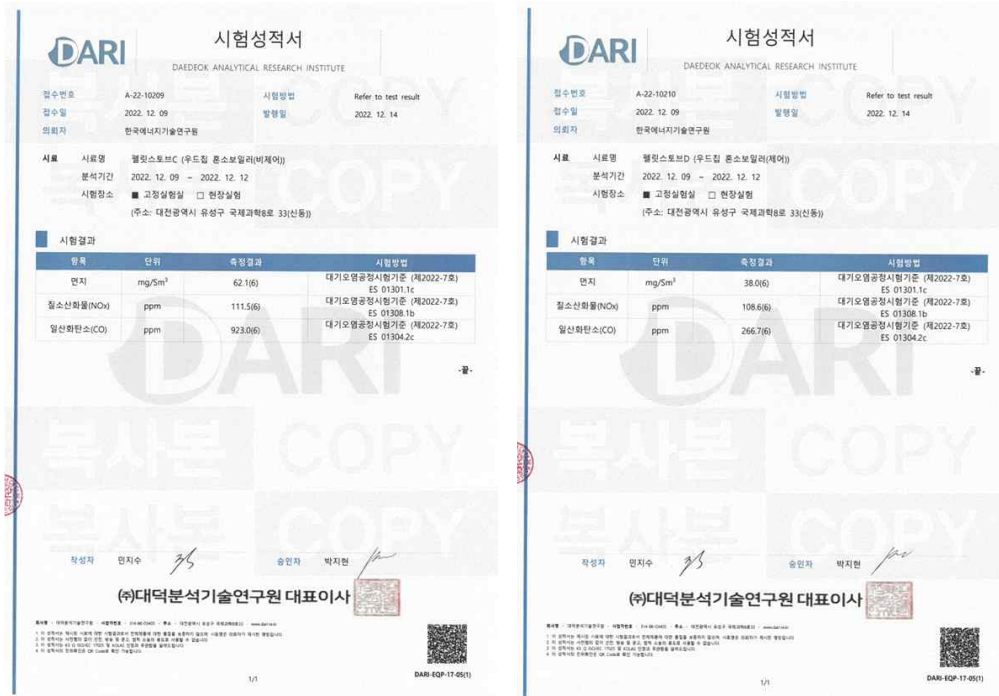 DARI
시험성적서
DAEDEOK ANALYTICAL RESEARCH INSTITUTE
접수번호 A-22-10209 시험방법 Refer to test result
접수일 2022. 12. 09 발행일 2022. 12. 14
의뢰자 한국에너지기술연구원
시료 시료명 펠릿스토브C (우드칩 혼소보일러(비제어))
분석기간 2022. 12. 09 ~ 2022. 12. 12
시험장소 ■ 고정실험실 □ 현장실험
(주소: 대전광역시 유성구 국제과학8로 33(신동))
시험결과
항목 단위 측정결과 시험방법
먼지 mg/Sm³ 62.1(6) 대기오염공정시험기준 (제2022-7호)
ES 01301.1c
질소산화물(NOx) ppm 111.5(6) 대기오염공정시험기준 (제2022-7호)
ES 01308.1b
일산화탄소(CO) ppm 923.0(6) 대기오염공정시험기준 (제2022-7호)
ES 01304.2c
-끝-
DARI
복사본 COPY
복사본 COPY
작성자 민지수 승인자 박지현
(주)대덕분석기술연구원 대표이사
1/1
DARI-EQP-17-05(1)
DARI
시험성적서
DAEDEOK ANALYTICAL RESEARCH INSTITUTE
접수번호 A-22-10210 시험방법 Refer to test result
접수일 2022. 12. 09 발행일 2022. 12. 14
의뢰자 한국에너지기술연구원
시료 시료명 펠릿스토브D (우드칩 혼소보일러(제어))
분석기간 2022. 12. 09 ~ 2022. 12. 12
시험장소 ■ 고정실험실 □ 현장실험
(주소: 대전광역시 유성구 국제과학8로 33(신동))
시험결과
항목 단위 측정결과 시험방법
먼지 mg/Sm³ 38.0(6) 대기오염공정시험기준 (제2022-7호)
ES 01301.1c
질소산화물(NOx) ppm 108.6(6) 대기오염공정시험기준 (제2022-7호)
ES 01308.1b
일산화탄소(CO) ppm 266.7(6) 대기오염공정시험기준 (제2022-7호)
ES 01304.2c
-끝-
DARI
복사본 COPY
복사본 COPY
작성자 민지수 승인자 박지현
(주)대덕분석기술연구원 대표이사
1/1
DARI-EQP-17-05(1)